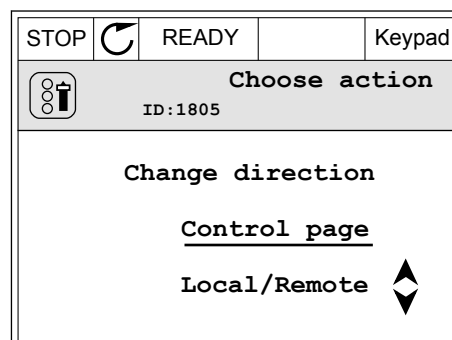 STOP READY Keypad
Choose action
ID:1805
Change direction
Control page
Local/Remote